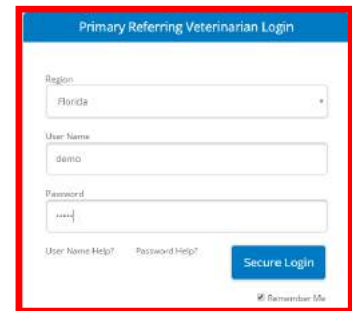 Primary Referring Veterinarian Login
Region
Florida
User Name
demo
Password
•••••
User Name Help? Password Help?
Secure Login
Remember Me